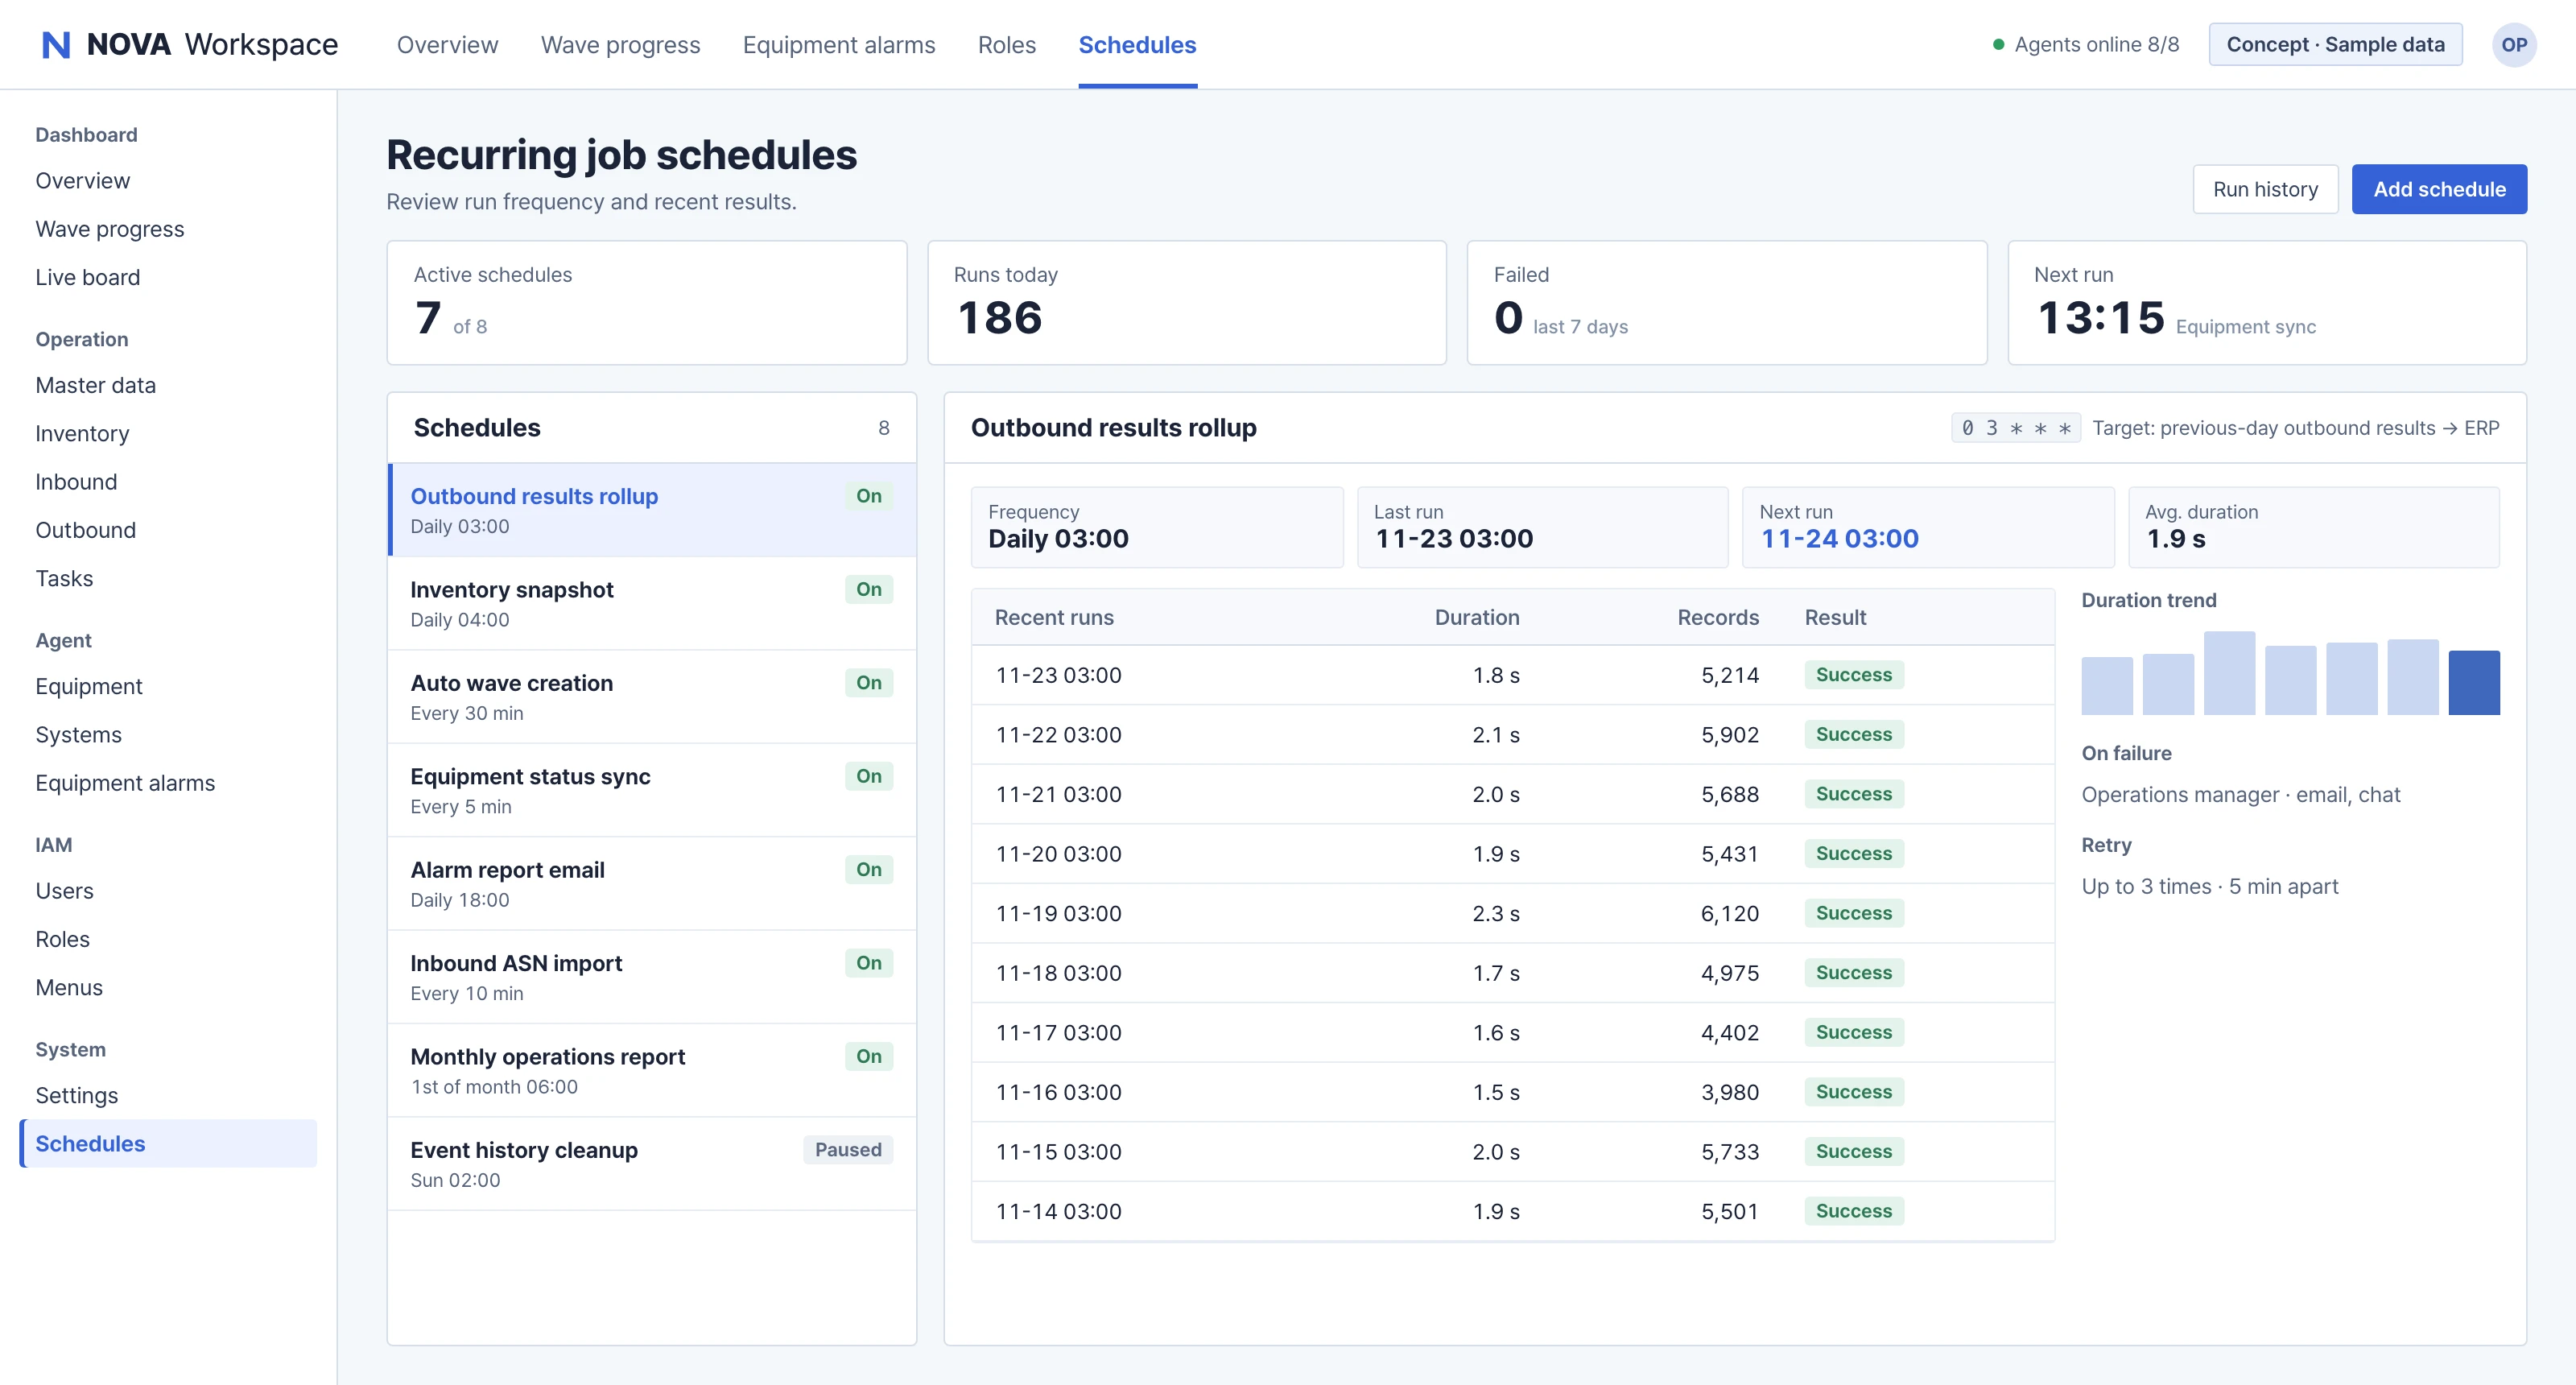 NOVA Workspace
Overview
Wave progress
Equipment alarms
Roles
Schedules
Agents online 8/8
Concept · Sample data
OP
Dashboard
Overview
Wave progress
Live board
Operation
Master data
Inventory
Inbound
Outbound
Tasks
Agent
Equipment
Systems
Equipment alarms
IAM
Users
Roles
Menus
System
Settings
Schedules
Recurring job schedules
Review run frequency and recent results.
Run history
Add schedule
Active schedules
7 of 8
Runs today
186
Failed
0 last 7 days
Next run
13:15 Equipment sync
Schedules 8
Outbound results rollup On
Daily 03:00
Inventory snapshot On
Daily 04:00
Auto wave creation On
Every 30 min
Equipment status sync On
Every 5 min
Alarm report email On
Daily 18:00
Inbound ASN import On
Every 10 min
Monthly operations report On
1st of month 06:00
Event history cleanup Paused
Sun 02:00
Outbound results rollup
0 3 * * * Target: previous-day outbound results → ERP
Frequency
Daily 03:00
Last run
11-23 03:00
Next run
11-24 03:00
Avg. duration
1.9 s
Recent runs Duration Records Result
11-23 03:00 1.8 s 5,214 Success
11-22 03:00 2.1 s 5,902 Success
11-21 03:00 2.0 s 5,688 Success
11-20 03:00 1.9 s 5,431 Success
11-19 03:00 2.3 s 6,120 Success
11-18 03:00 1.7 s 4,975 Success
11-17 03:00 1.6 s 4,402 Success
11-16 03:00 1.5 s 3,980 Success
11-15 03:00 2.0 s 5,733 Success
11-14 03:00 1.9 s 5,501 Success
Duration trend
On failure
Operations manager · email, chat
Retry
Up to 3 times · 5 min apart